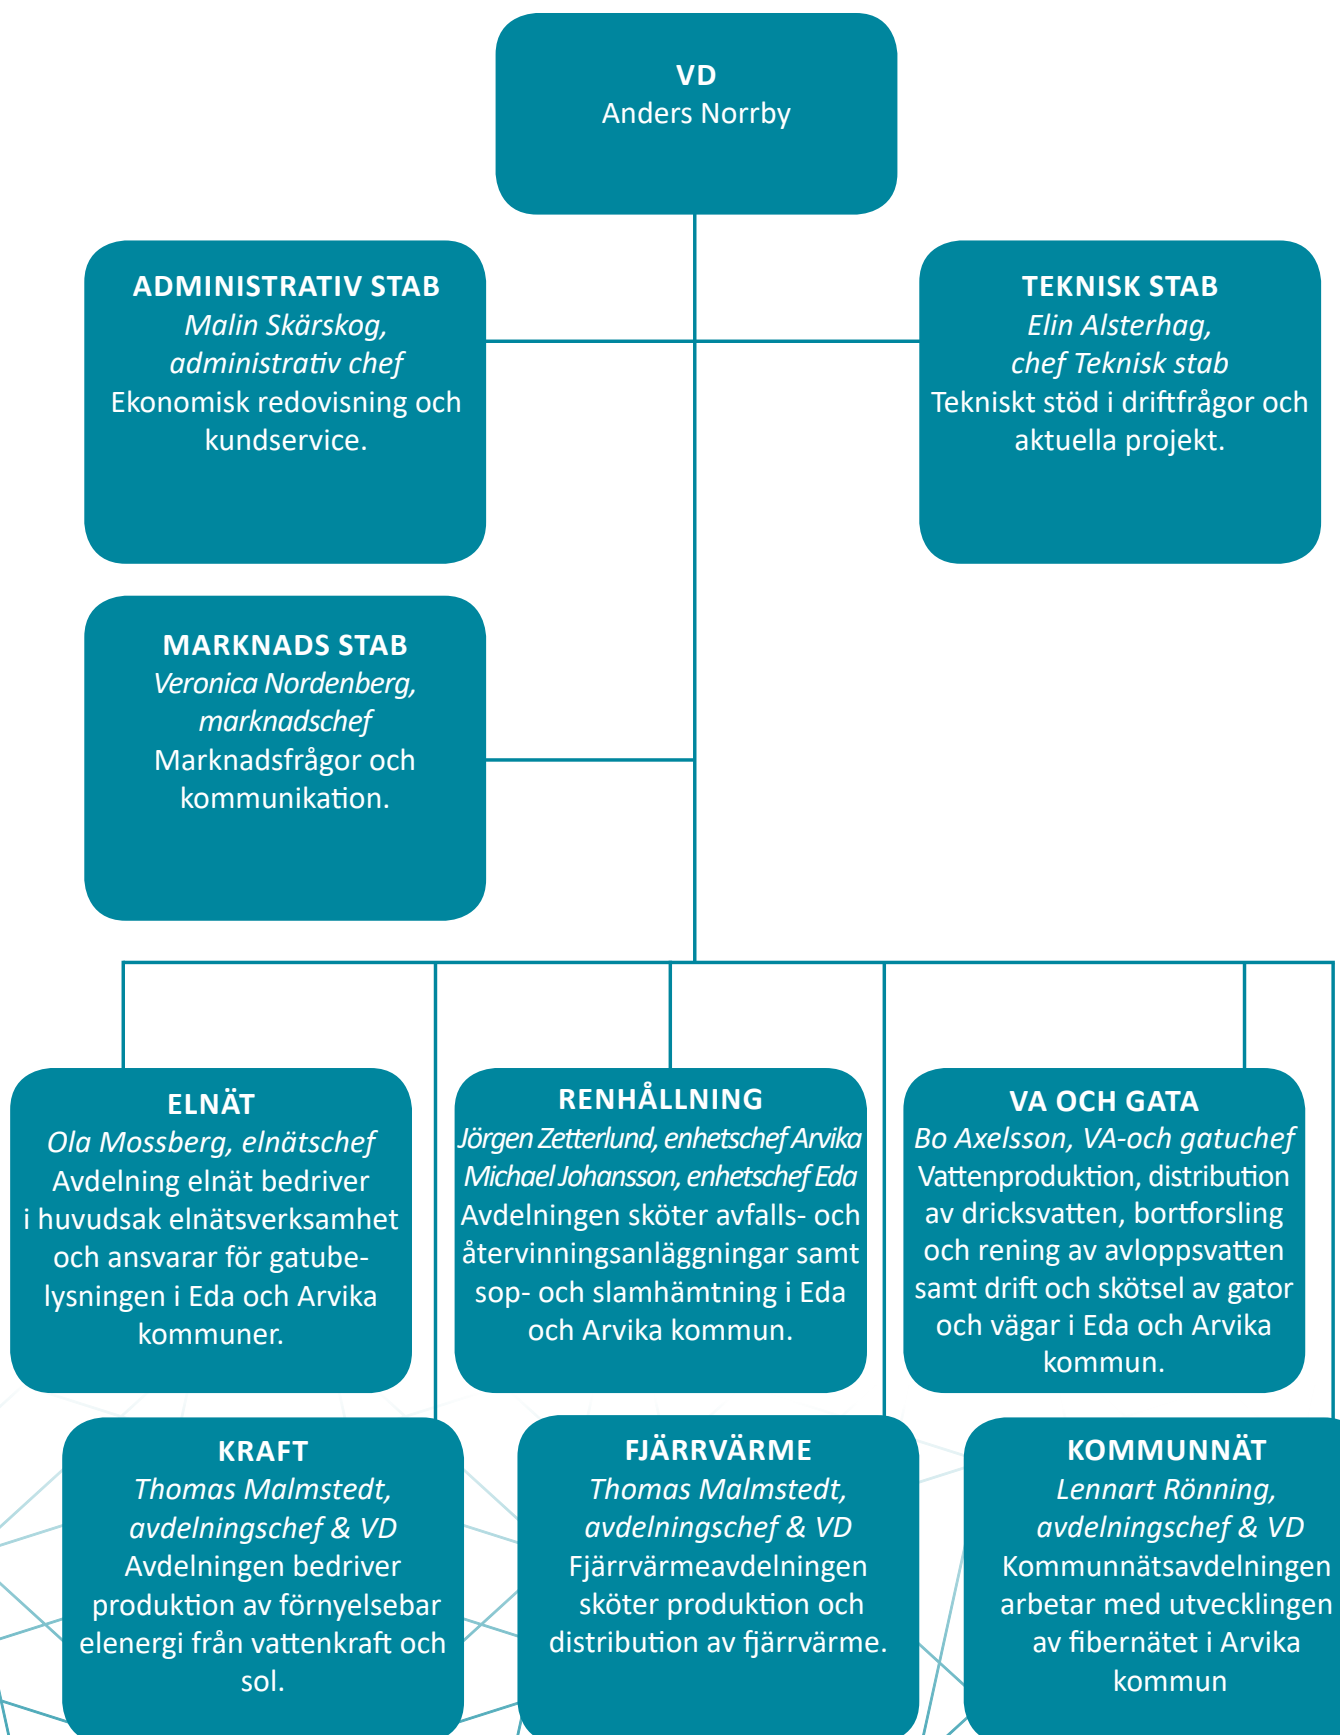 VD
Anders Norrby
ADMINISTRATIV STAB
Malin Skärskog,
administrativ chef
Ekonomisk redovisning och
kundservice.
TEKNISK STAB
Elin Alsterhag,
chef Teknisk stab
Tekniskt stöd i driftfrågor och
aktuella projekt.
MARKNADS STAB
Veronica Nordenberg,
marknadschef
Marknadsfrågor och
kommunikation.
ELNÄT
Ola Mossberg, elnätschef
Avdelning elnät bedriver
i huvudsak elnätsverksamhet
och ansvarar för gatube-
lysningen i Eda och Arvika
kommuner.
RENHÅLLNING
Jörgen Zetterlund, enhetschef Arvika
Michael Johansson, enhetschef Eda
Avdelningen sköter avfalls- och
återvinningsanläggningar samt
sop- och slamhämtning i Eda
och Arvika kommun.
VA OCH GATA
Bo Axelsson, VA-och gatuchef
Vattenproduktion, distribution
av dricksvatten, bortforsling
och rening av avloppsvatten
samt drift och skötsel av gator
och vägar i Eda och Arvika
kommun.
KRAFT
Thomas Malmstedt,
avdelningschef & VD
Avdelningen bedriver
produktion av förnyelsebar
elenergi från vattenkraft och
sol.
FJÄRRVÄRME
Thomas Malmstedt,
avdelningschef & VD
Fjärrvärmeavdelningen
sköter produktion och
distribution av fjärrvärme.
KOMMUNNÄT
Lennart Rönning,
avdelningschef & VD
Kommunnätsavdelningen
arbetar med utvecklingen
av fibernätet i Arvika
kommun